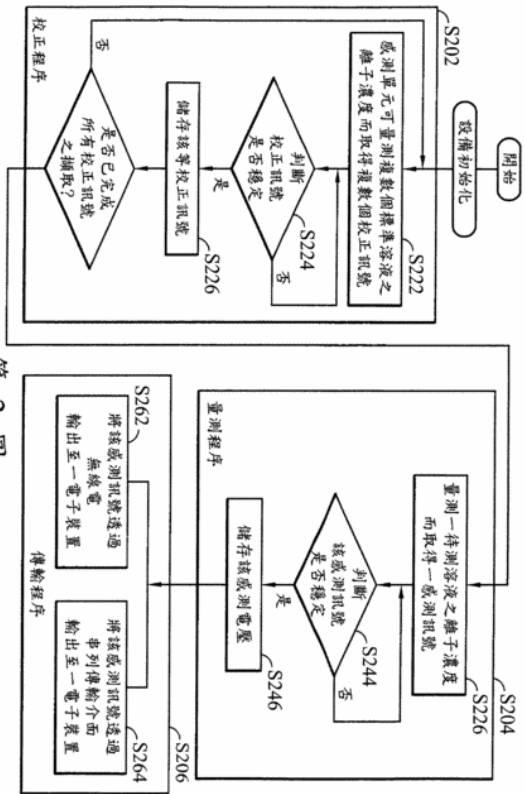 開始
設備初始化
S202
感測單元可量測複數個標準溶液之
離子濃度而取得複數個校正訊號
S222
判斷
校正訊號
是否穩定
S224
否
是
儲存該等校正訊號
S226
是否已完成
所有校正訊號
之擷取?
否
校正程序
S204
量測一待測溶液之離子濃度
而取得一感測訊號
S226
判斷
該感測訊號
是否穩定
S244
否
是
儲存該感測電壓
S246
量測程序
S206
S262
將該感測訊號透過
無線電
輸出至一電子裝置
將該感測訊號透過
串列傳輸介面
輸出至一電子裝置
S264
傳輸程序